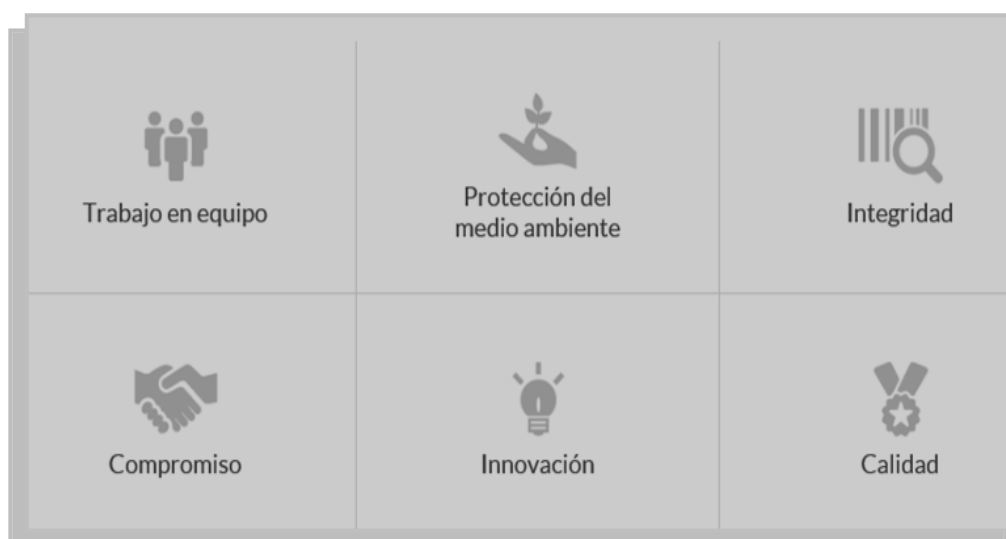 Trabajo en equipo
Protección del
medio ambiente
Integridad
Compromiso
Innovación
Calidad